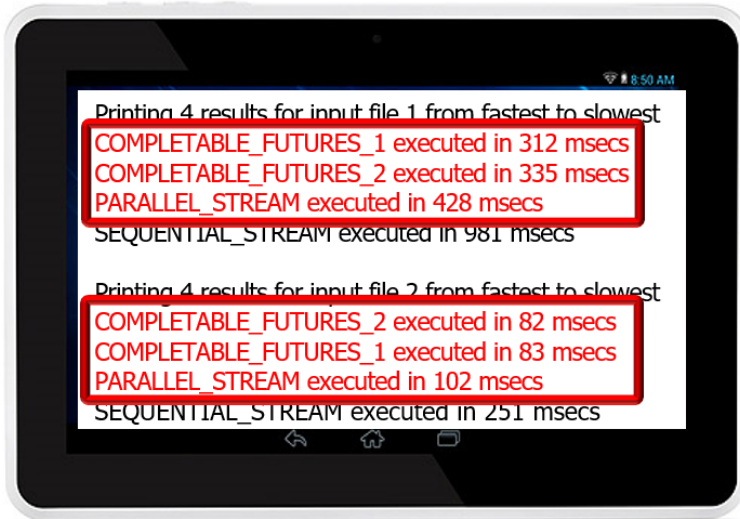 8:50 AM
Printing 4 results for input file 1 from fastest to slowest
COMPLETABLE_FUTURES_1 executed in 312 msecs
COMPLETABLE_FUTURES_2 executed in 335 msecs
PARALLEL_STREAM executed in 428 msecs
SEQUENTIAL_STREAM executed in 981 msecs
Printing 4 results for input file 2 from fastest to slowest
COMPLETABLE_FUTURES_2 executed in 82 msecs
COMPLETABLE_FUTURES_1 executed in 83 msecs
PARALLEL_STREAM executed in 102 msecs
SEQUENTIAL_STREAM executed in 251 msecs